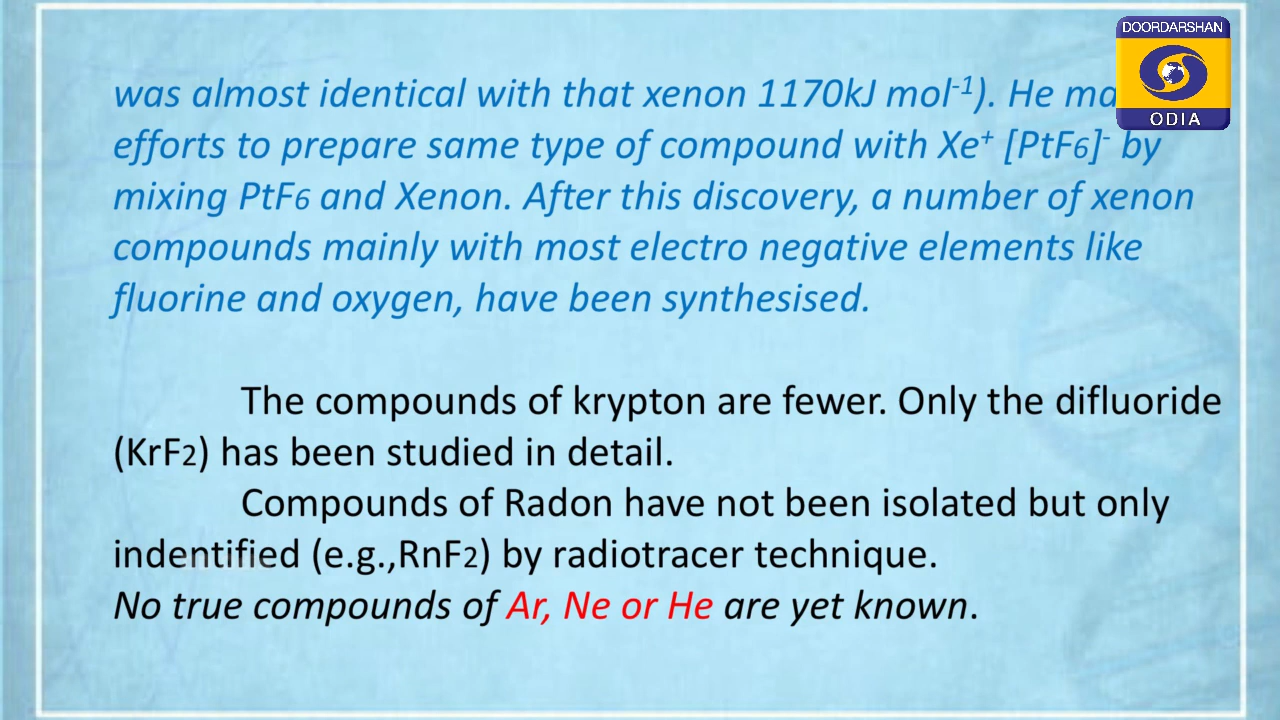 DOORDARSHAN
ODIA
was almost identical with that xenon 1170kJ mol⁻¹). He
efforts to prepare same type of compound with Xe⁺ [PtF6]⁻ by
mixing PtF6 and Xenon. After this discovery, a number of xenon
compounds mainly with most electro negative elements like
fluorine and oxygen, have been synthesised.
The compounds of krypton are fewer. Only the difluoride
(KrF2) has been studied in detail.
Compounds of Radon have not been isolated but only
indentified (e.g.,RnF2) by radiotracer technique.
No true compounds of Ar, Ne or He are yet known.